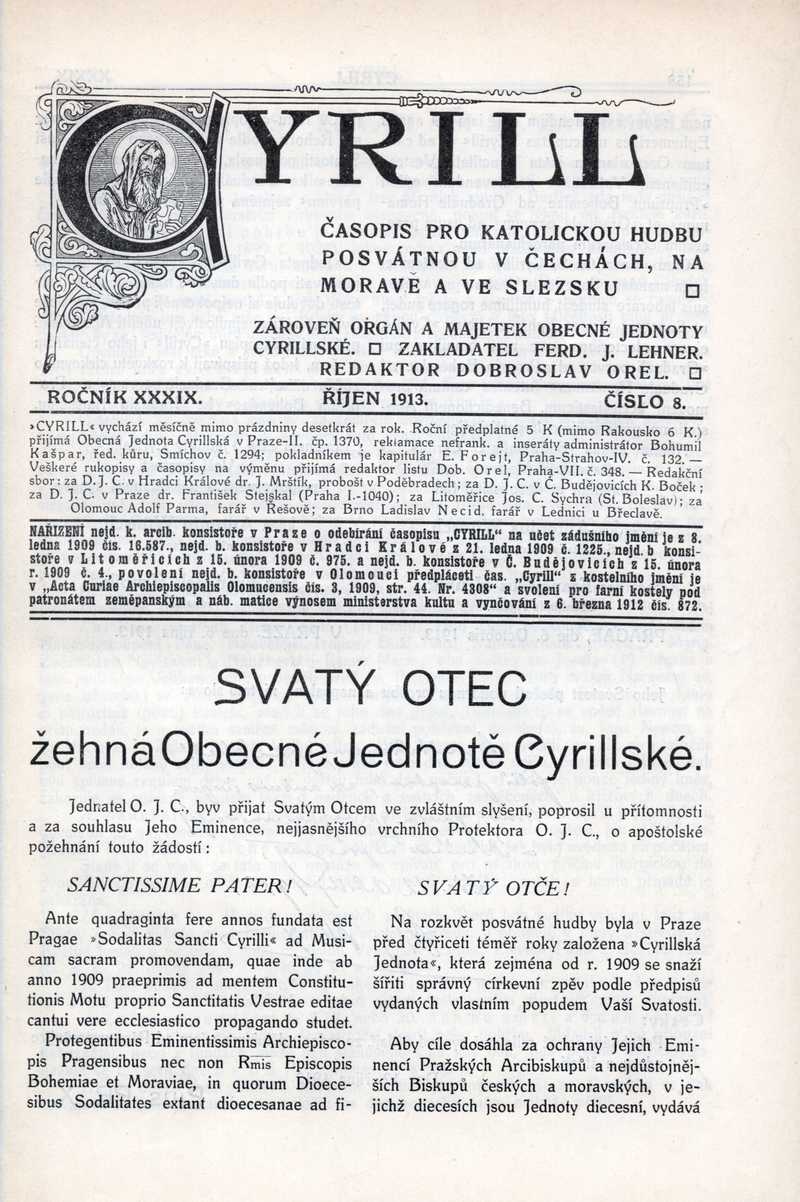 CYRILL
ČASOPIS PRO KATOLICKOU HUDBU
POSVÁTNOU V ČECHÁCH, NA
MORAVĚ A VE SLEZSKU
ZÁROVEŇ ORGÁN A MAJETEK OBECNÉ JEDNOTY
CYRILLSKÉ. ZAKLADATEL FERD. J. LEHNER.
REDAKTOR DOBROSLAV OREL.
ROČNÍK XXXIX. ŘÍJEN 1913. ČÍSLO 8.
»CYRILL« vychází měsíčně mimo prázdniny desetkrát za rok. Roční předplatné 5 K (mimo Rakousko 6 K.)
přijímá Obecná Jednota Cyrillská v Praze-II. čp. 1370, reklamace nefrank. a inseráty administrátor Bohumil
Kašpar, řed. kůru, Smíchov č. 1294; pokladníkem je kapitulár E. Forejt, Praha-Strahov-IV. č. 132. —
Veškeré rukopisy a časopisy na výměnu přijímá redaktor listu Dob. Orel, Praha-VII. č. 348. — Redakční
sbor: za D. J. C. v Hradci Králové dr. J. Mrštík, probošt v Poděbradech; za D. J. C. v Č. Budějovicích K. Boček;
za D. J. C. v Praze dr. František Stejskal (Praha I.-1040); za Litoměřice Jos. C. Sychra (St. Boleslav); za
Olomouc Adolf Parma, farář v Řešově; za Brno Ladislav Necid, farář v Lednici u Břeclavě.
NAŘÍZENÍ nejd. k. arcib. konsistoře v Praze o odebírání časopisu „CYRILL“ na účet zádušního jmění je z 8.
ledna 1909 čís. 16.587., nejd. b. konsistoře v Hradci Králové z 21. ledna 1909 č. 1225., nejd. b konsi-
stoře v Litoměřicích z 15. února 1909 č. 975. a nejd. b. konsistoře v Č. Budějovicích z 15. února
r. 1909 č. 4., povolení nejd. b. konsistoře v Olomouci předpláceti čas. „Cyrill“ z kostelního jmění je
v „Acta Curiae Archiepiscopalis Olomucensis čís. 3, 1909, str. 44. Nr. 4308“ a svolení pro farní kostely pod
patronátem zeměpanským a náb. matice výnosem ministerstva kultu a vyučování z 6. března 1912 čís. 872.
SVATÝ OTEC
žehná Obecné Jednotě Cyrillské.
Jednatel O. J. C., byv přijat Svatým Otcem ve zvláštním slyšení, poprosil u přítomnosti
a za souhlasu Jeho Eminence, nejjasnějšího vrchního Protektora O. J. C., o apoštolské
požehnání touto žádostí:
SANCTISSIME PATER!
Ante quadraginta fere annos fundata est
Pragae »Sodalitas Sancti Cyrilli« ad Musi-
cam sacram promovendam, quae inde ab
anno 1909 praeprimis ad mentem Constitu-
tionis Motu proprio Sanctitatis Vestrae editae
cantui vere ecclesiastico propagando studet.
Protegentibus Eminentissimis Archiepisco-
pis Pragensibus nec non Rmis Episcopis
Bohemiae et Moraviae, in quorum Dioece-
sibus Sodalitates extant dioecesanae ad fi-
SVATÝ OTČE!
Na rozkvět posvátné hudby byla v Praze
před čtyřiceti téměř roky založena »Cyrillská
Jednota«, která zejména od r. 1909 se snaží
šířiti správný církevní zpěv podle předpisů
vydaných vlastním popudem Vaší Svatosti.
Aby cíle dosáhla za ochrany Jejich Emi-
nencí Pražských Arcibiskupů a nejdůstojněj-
ších Biskupů českých a moravských, v je-
jichž diecesích jsou Jednoty diecesní, vydává